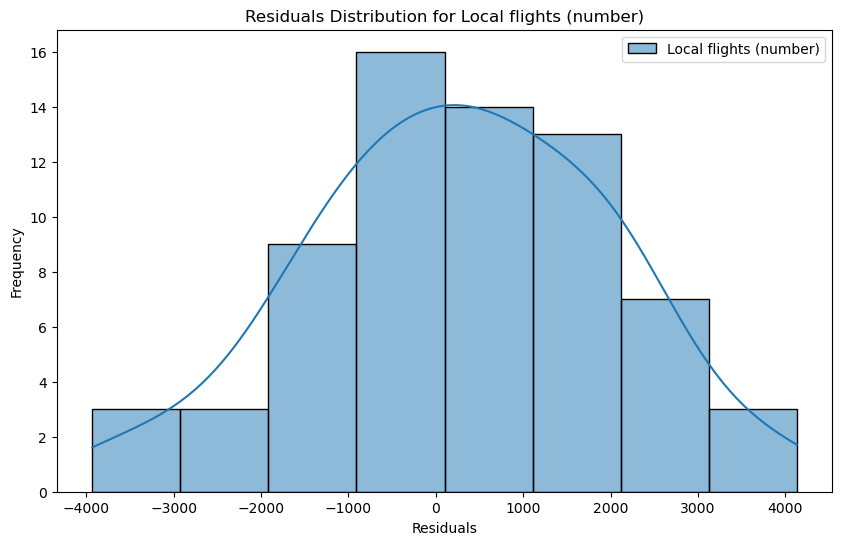 Residuals Distribution for Local flights (number)
Local flights (number)
16
14
12
10
8
6
4
2
0
Frequency
−4000 −3000 −2000 −1000 0 1000 2000 3000 4000
Residuals